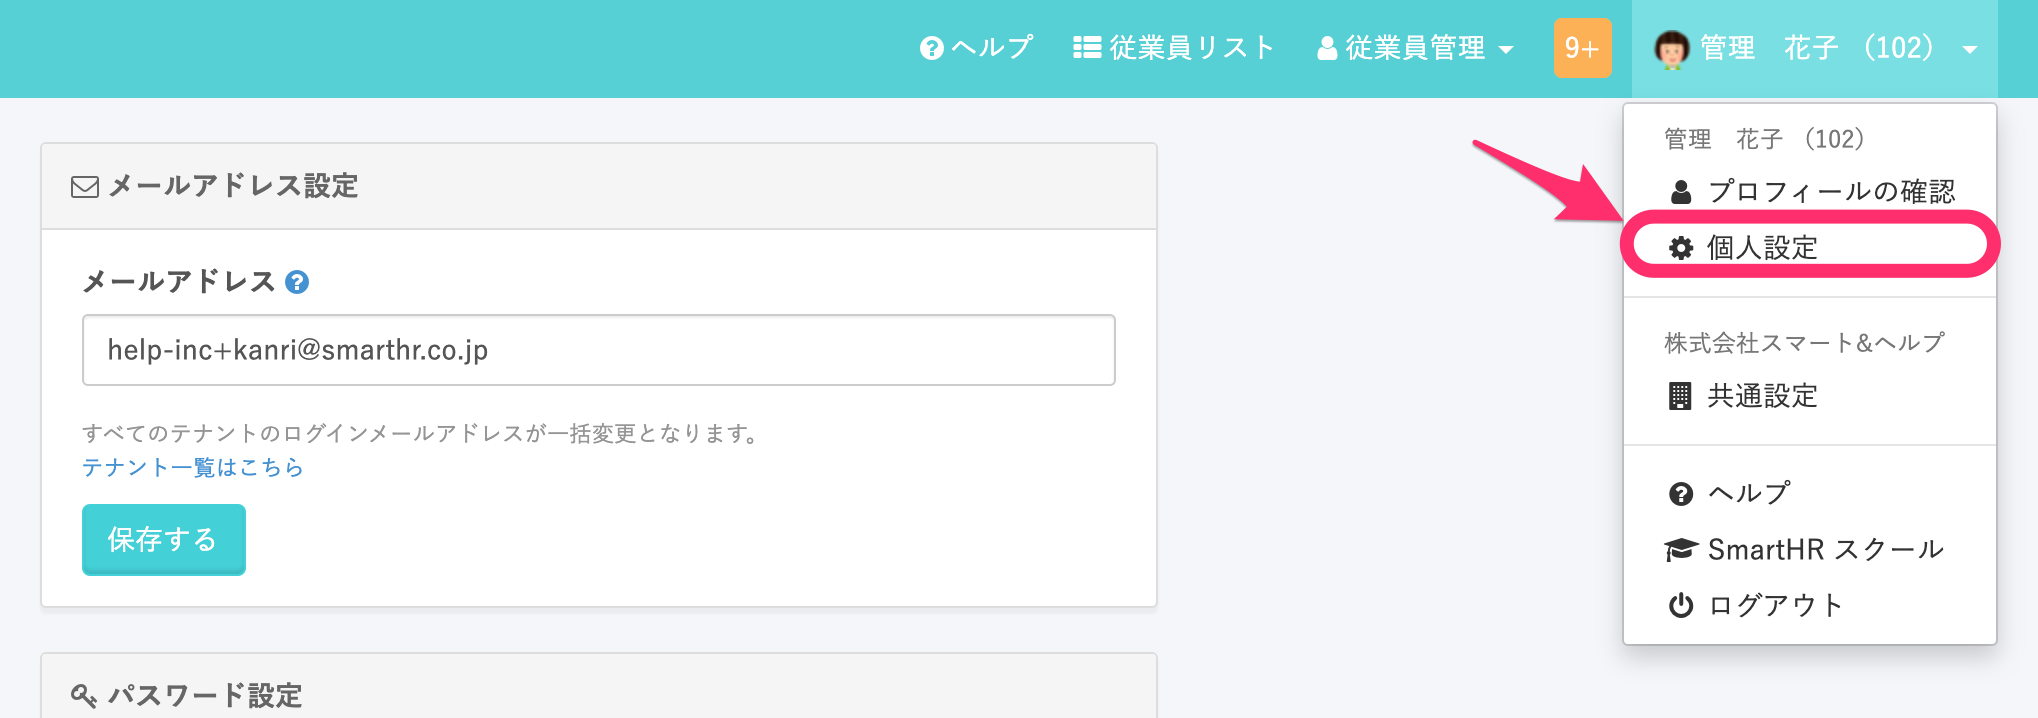 ヘルプ 従業員リスト 従業員管理 9+ 管理　花子 （102）
管理　花子 （102）
プロフィールの確認
個人設定
株式会社スマート&ヘルプ
共通設定
ヘルプ
SmartHR スクール
ログアウト
メールアドレス設定
メールアドレス
help-inc+kanri@smarthr.co.jp
すべてのテナントのログインメールアドレスが一括変更となります。
テナント一覧はこちら
保存する
パスワード設定